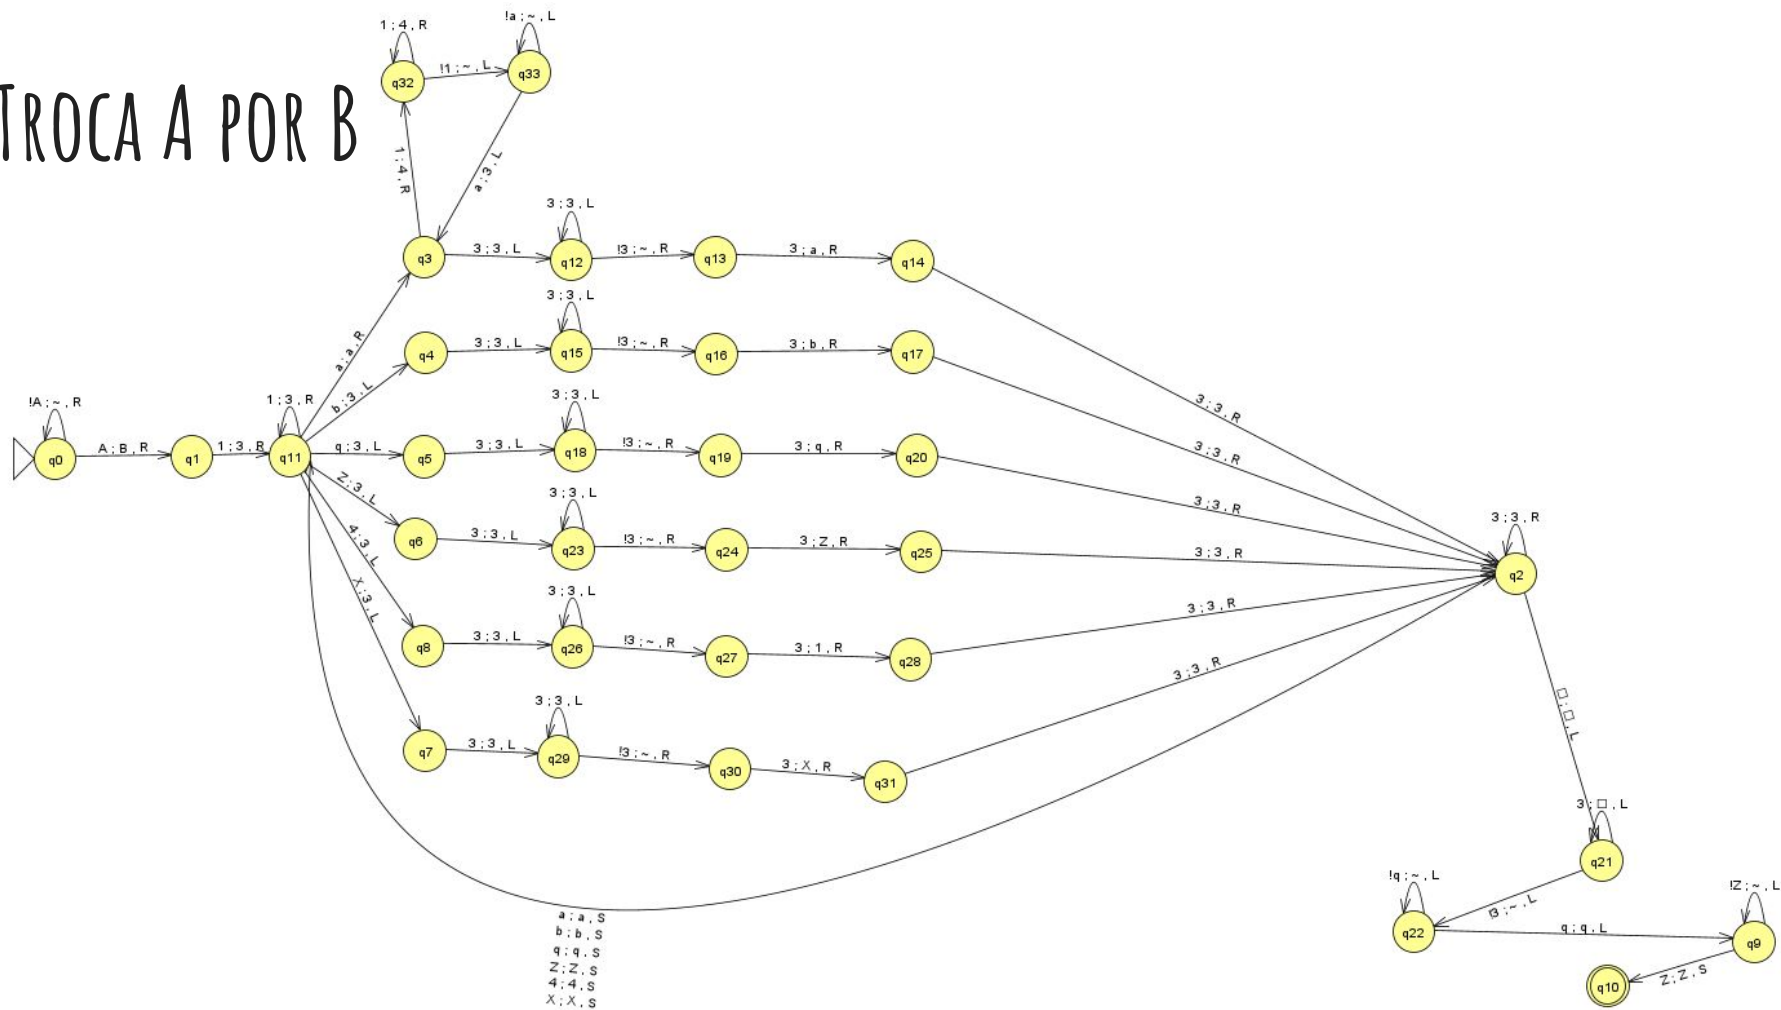 1 ; 4 , R
!a ; ~ , L
q32
!1 ; ~ , L
q33
TROCA A POR B
1 ; 4 , R
a ; 3 , L
3 ; 3 , L
q3
3 ; 3 , L
q12
!3 ; ~ , R
q13
3 ; a , R
q14
3 ; 3 , L
a ; a , R
q4
3 ; 3 , L
q15
!3 ; ~ , R
q16
3 ; b , R
q17
b ; 3 , L
3 ; 3 , R
!A ; ~ , R
1 ; 3 , R
3 ; 3 , L
q0
A ; B , R
q1
1 ; 3 , R
q11
q ; 3 , L
q5
3 ; 3 , L
q18
!3 ; ~ , R
q19
3 ; q , R
q20
3 ; 3 , R
Z ; 3 , L
3 ; 3 , L
3 ; 3 , R
3 ; 3 , R
4 ; 3 , L
q6
3 ; 3 , L
q23
!3 ; ~ , R
q24
3 ; Z , R
q25
3 ; 3 , R
q2
X ; 3 , L
3 ; 3 , L
3 ; 3 , R
q8
3 ; 3 , L
q26
!3 ; ~ , R
q27
3 ; 1 , R
q28
3 ; 3 , R
3 ; 3 , L
□ ; □ , L
q7
3 ; 3 , L
q29
!3 ; ~ , R
q30
3 ; X , R
q31
3 ; □ , L
q21
!q ; ~ , L
!3 ; ~ , L
!Z ; ~ , L
a ; a , S
b ; b , S
q ; q , S
Z ; Z , S
4 ; 4 , S
X ; X , S
q22
q ; q , L
q9
Z ; Z , S
q10